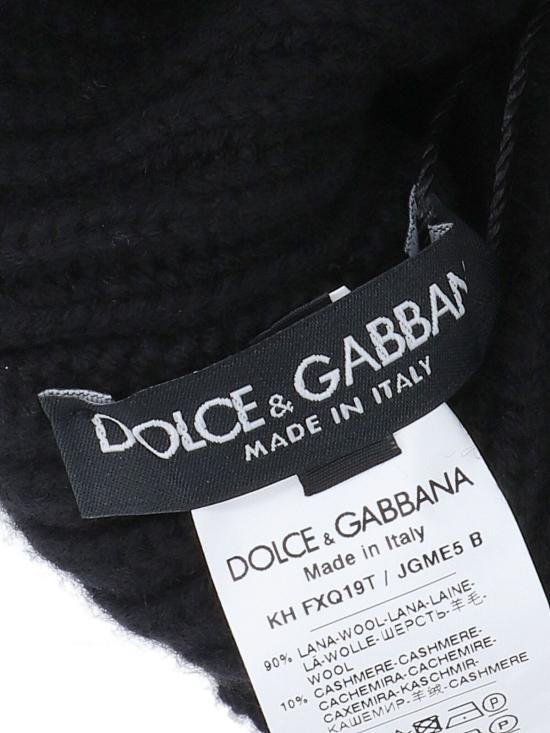 DOLCE & GABBAN
MADE IN ITALY
DOLCE & GABBANA
Made in Italy
KH FXQ19T / JGME5 B
90% LANA-WOOL-LANA-LAINE-
LÃ-WOLLE-ШЕРСТЬ-羊毛-
WOOL
10% CASHMERE-CASHMERE-
CACHEMIRA-CACHEMIRE-
CAXEMIRA-KASCHMIR-
КАШЕМИР-羊绒-CASHMERE